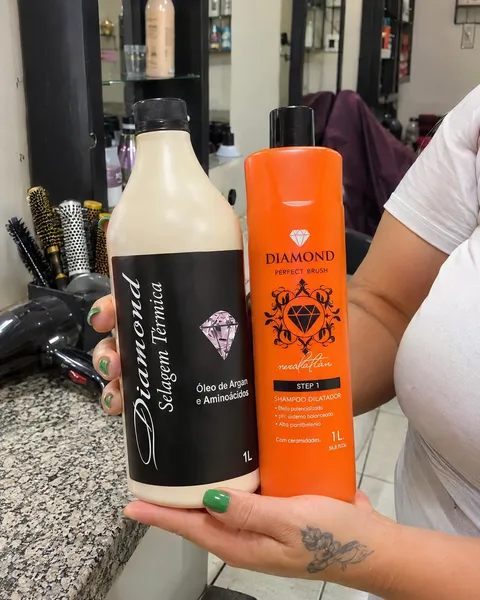 Diamond
Selagem Térmica
Óleo de Argan
e Aminoácidos
1L
DIAMOND
PERFECT BRUSH
STEP 1
SHAMPOO DILATADOR
Com ceramidas.
1L